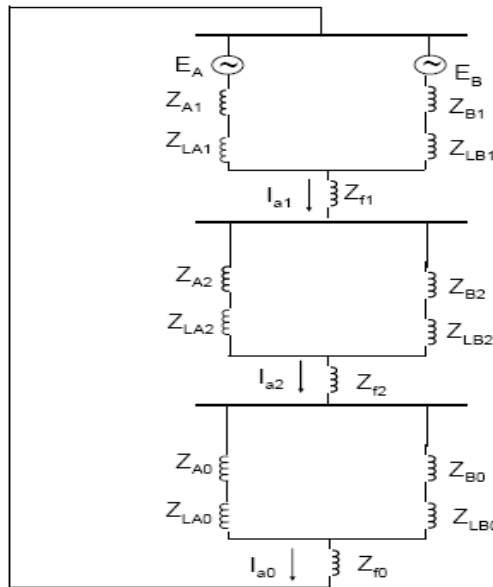 E_A
E_B
Z_A1
Z_B1
Z_LA1
Z_LB1
I_a1
Z_f1
Z_A2
Z_B2
Z_LA2
Z_LB2
I_a2
Z_f2
Z_A0
Z_B0
Z_LA0
Z_LB0
I_a0
Z_f0